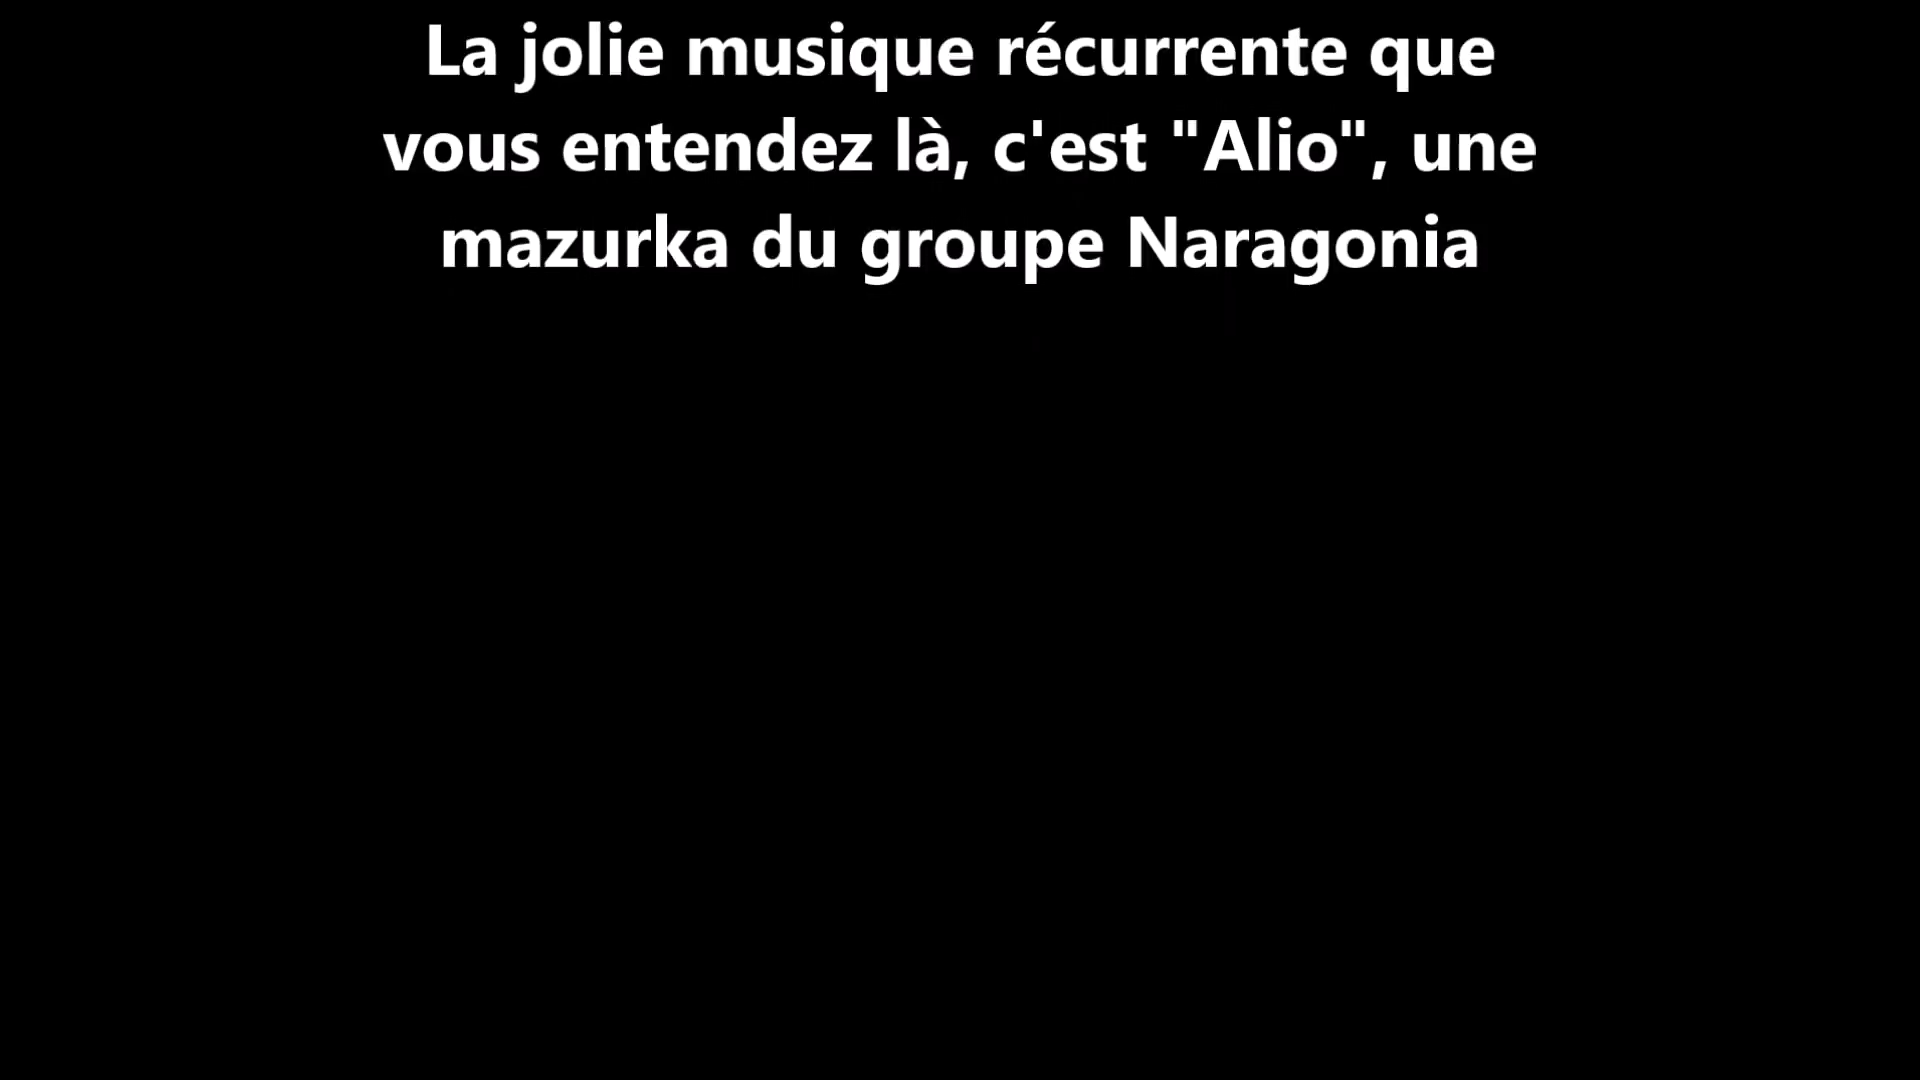 La jolie musique récurrente que
vous entendez là, c'est "Alio", une
mazurka du groupe Naragonia